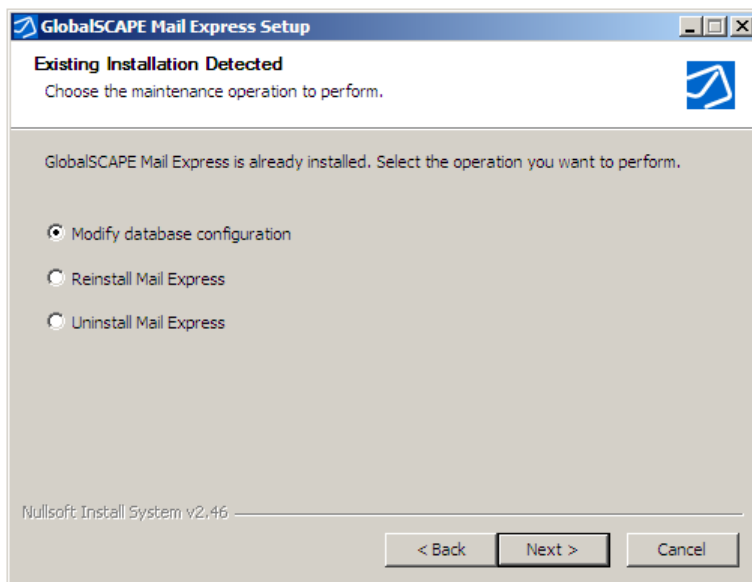 GlobalSCAPE Mail Express Setup
Existing Installation Detected
Choose the maintenance operation to perform.
GlobalSCAPE Mail Express is already installed. Select the operation you want to perform.
Modify database configuration
Reinstall Mail Express
Uninstall Mail Express
Nullsoft Install System v2.46
< Back Next > Cancel